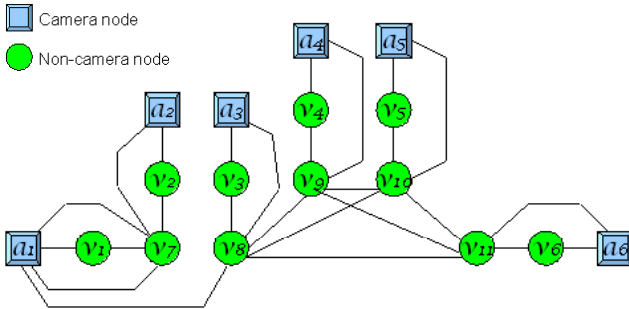 Camera node
Non-camera node
a4 a5
a2 a3 v4 v5
v2 v3 v9 v10
a1 v1 v7 v8 v11 v6 a6